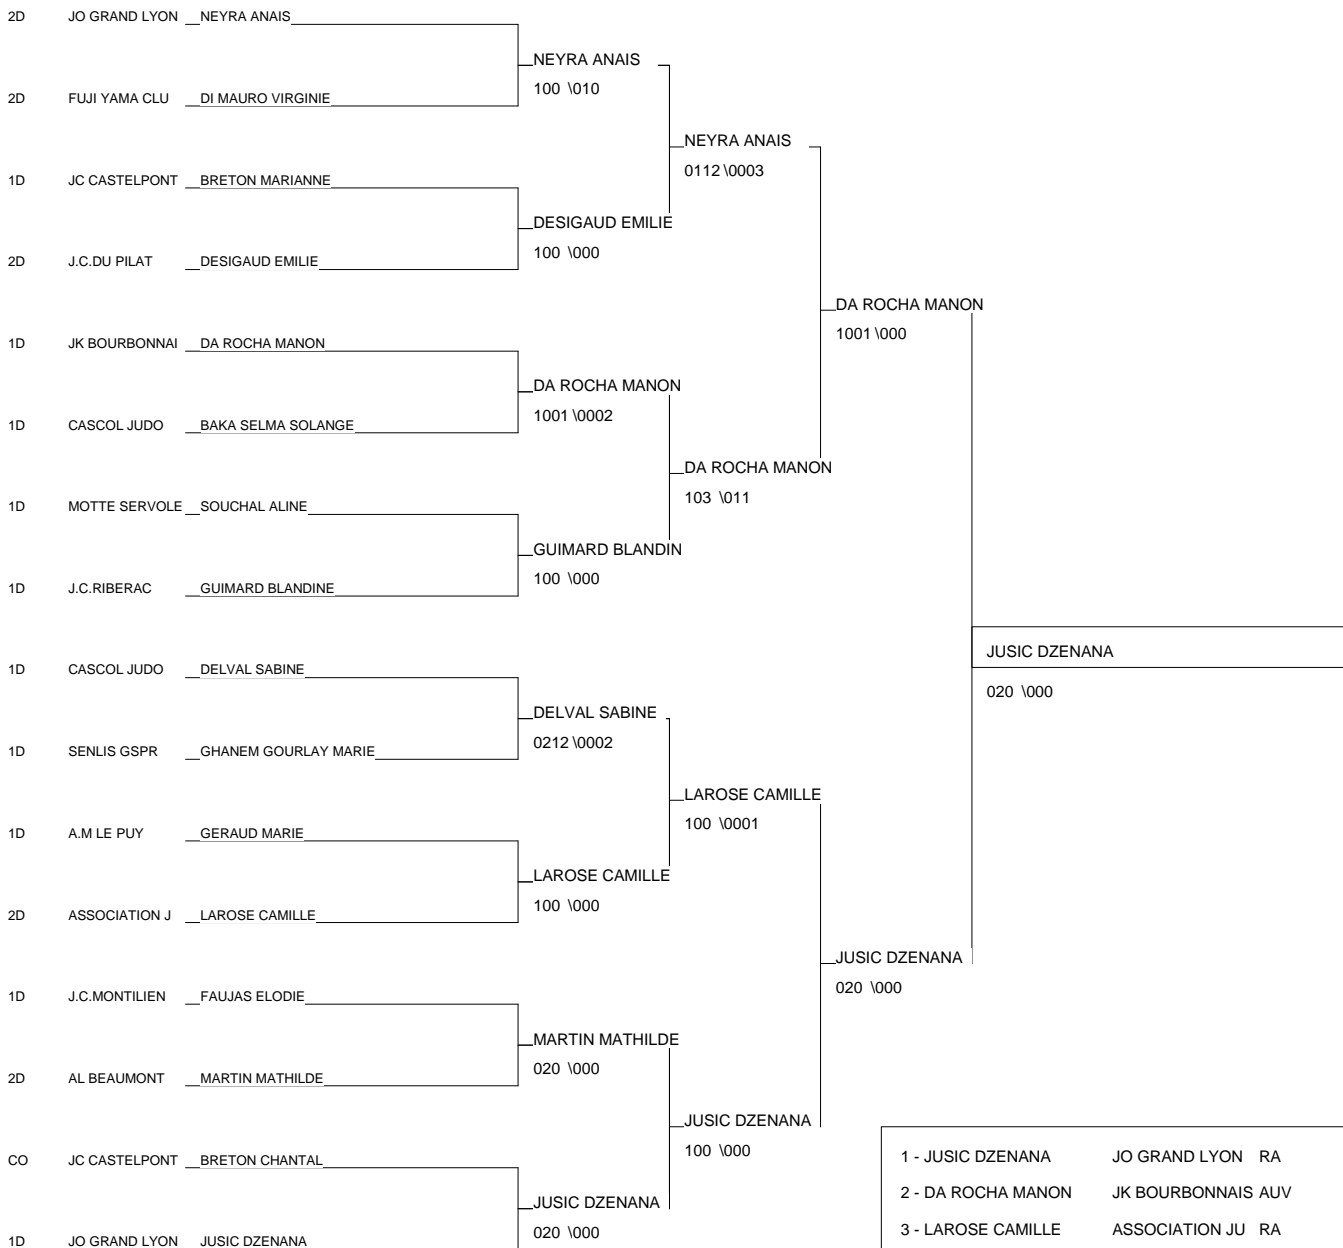 2D JO GRAND LYON NEYRA ANAIS
NEYRA ANAIS
100 \010
2D FUJI YAMA CLU DI MAURO VIRGINIE
NEYRA ANAIS
0112 \0003
1D JC CASTELPONT BRETON MARIANNE
DESIGAUD EMILIE
100 \000
2D J.C.DU PILAT DESIGAUD EMILIE
DA ROCHA MANON
1001 \000
1D JK BOURBONNAI DA ROCHA MANON
DA ROCHA MANON
1001 \0002
1D CASCOL JUDO BAKA SELMA SOLANGE
DA ROCHA MANON
103 \011
1D MOTTE SERVOLE SOUCHAL ALINE
GUIMARD BLANDIN
100 \000
1D J.C.RIBERAC GUIMARD BLANDINE
JUSIC DZENANA
020 \000
1D CASCOL JUDO DELVAL SABINE
DELVAL SABINE
0212 \0002
1D SENLIS GSPR GHANEM GOURLAY MARIE
LAROSE CAMILLE
100 \0001
1D A.M LE PUY GERAUD MARIE
LAROSE CAMILLE
100 \000
2D ASSOCIATION J LAROSE CAMILLE
JUSIC DZENANA
020 \000
1D J.C.MONTILIEN FAUJAS ELODIE
MARTIN MATHILDE
020 \000
2D AL BEAUMONT MARTIN MATHILDE
JUSIC DZENANA
100 \000
CO JC CASTELPONT BRETON CHANTAL
JUSIC DZENANA
020 \000
1D JO GRAND LYON JUSIC DZENANA
1 - JUSIC DZENANA JO GRAND LYON RA
2 - DA ROCHA MANON JK BOURBONNAIS AUV
3 - LAROSE CAMILLE ASSOCIATION JU RA